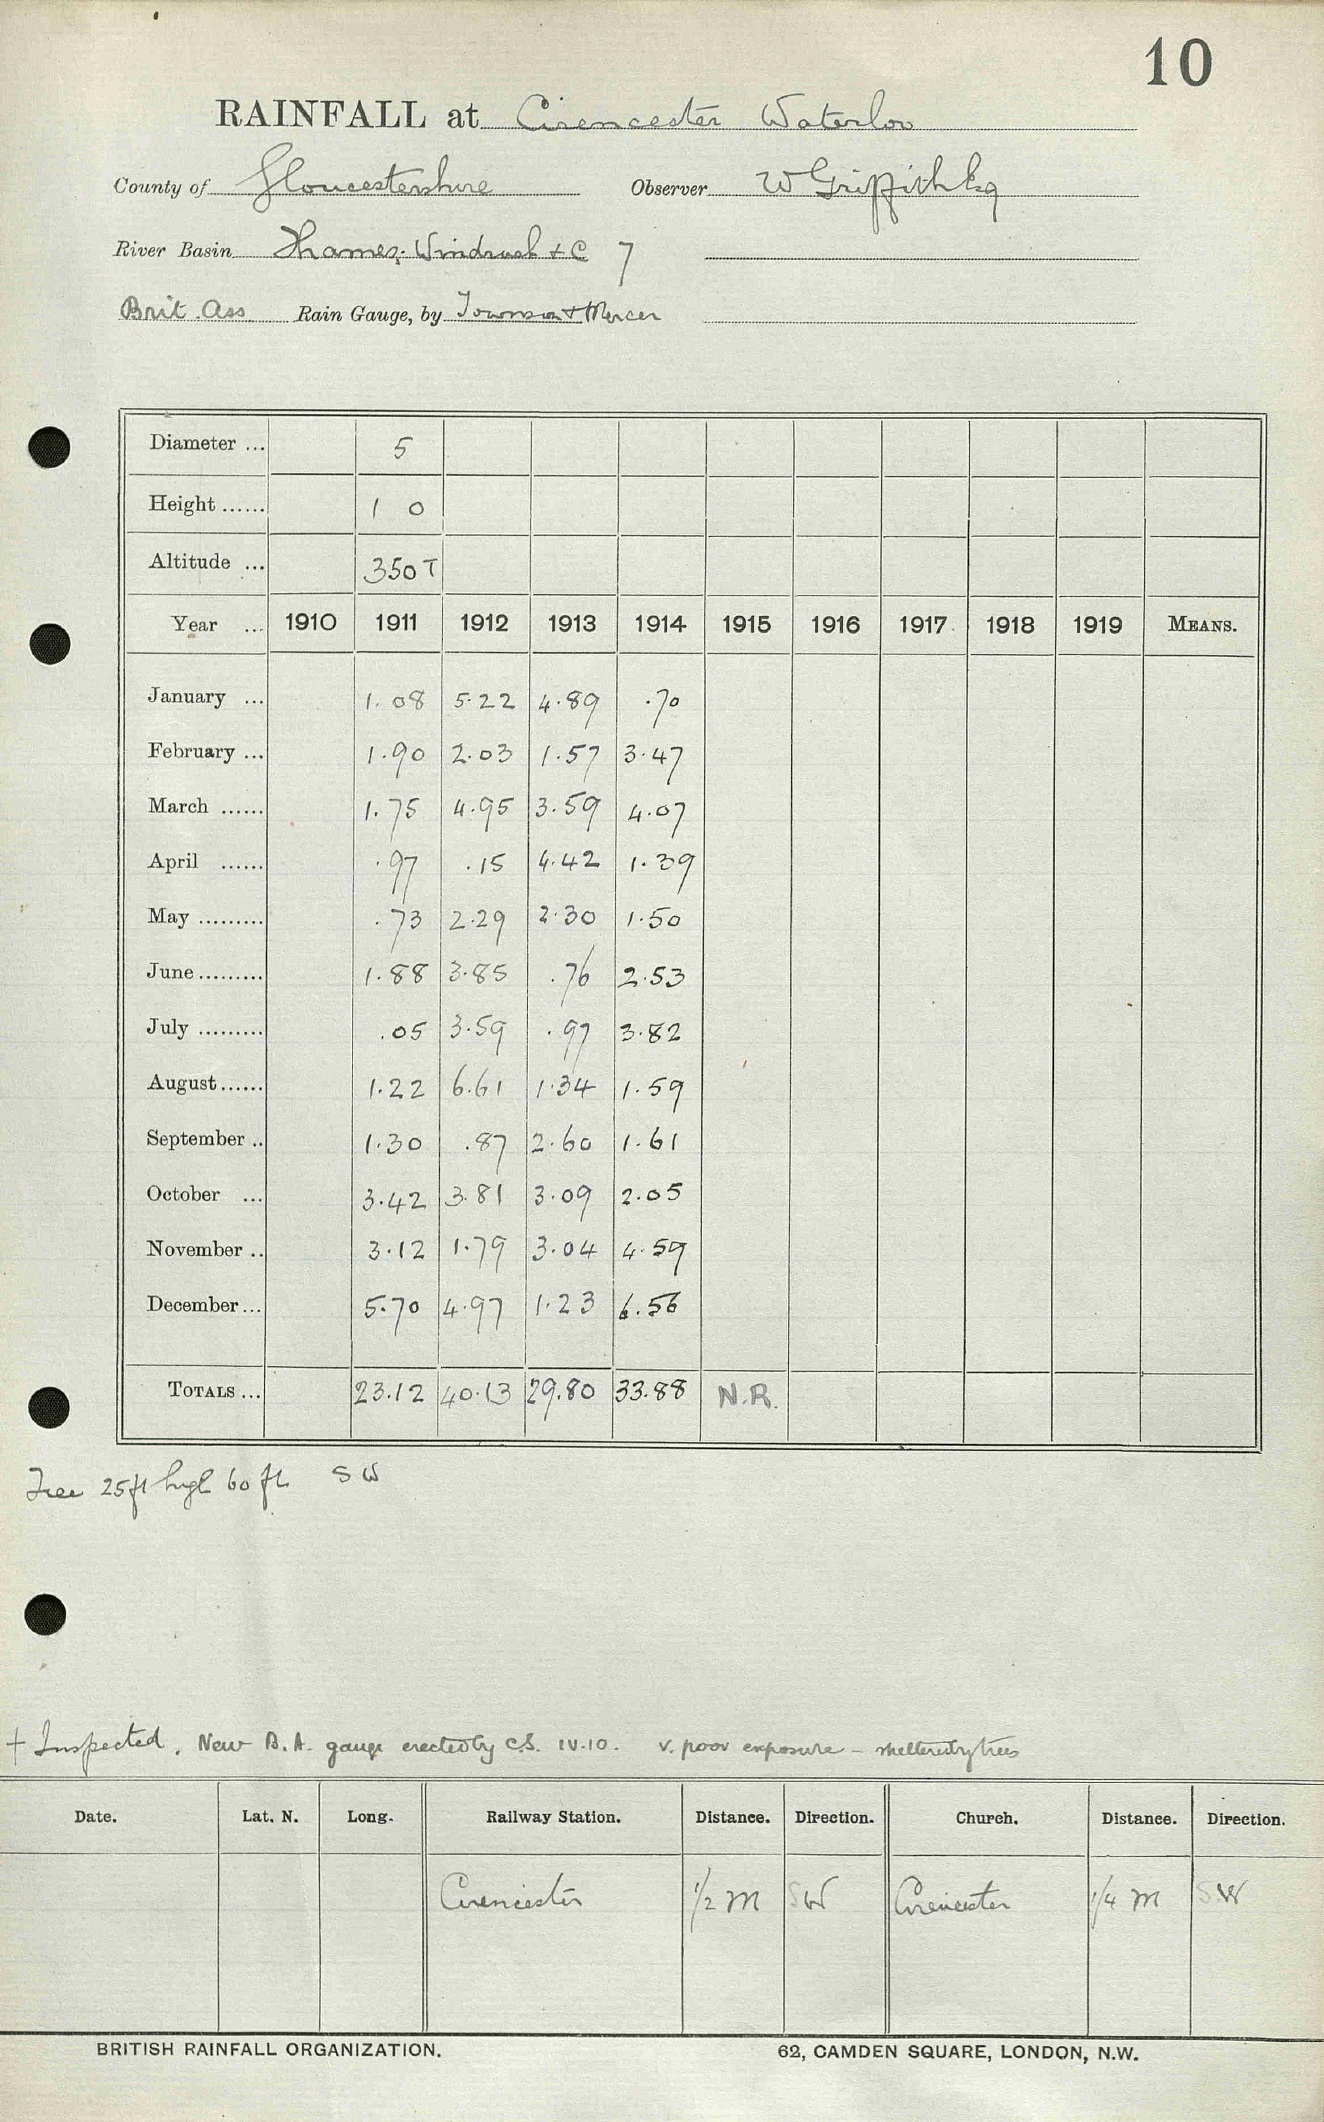 10
RAINFALL at Cirencester Waterloo
County of Gloucestershire Observer W Griffith Esq
River Basin Thames: Windrush & C 7
Brit. Ass. Rain Gauge, by Townson & Mercer
Diameter ... 5
Height ...... 1 0
Altitude ... 350 T
Year ... 1910 1911 1912 1913 1914 1915 1916 1917 1918 1919 MEANS.
January ... 1.08 5.22 4.89 .70
February ... 1.90 2.03 1.57 3.47
March ...... 1.75 4.95 3.59 4.07
April ...... .97 .15 4.42 1.39
May ......... .73 2.29 2.30 1.50
June ......... 1.88 3.85 .76 2.53
July ......... .05 3.59 .97 3.82
August ...... 1.22 6.61 1.34 1.59
September .. 1.30 .87 2.60 1.61
October ... 3.42 3.81 3.09 2.05
November .. 3.12 1.79 3.04 4.59
December ... 5.70 4.97 1.23 6.56
TOTALS ... 23.12 40.13 29.80 33.88 N.R.
Tree 25ft high 60 ft SW
+ Inspected. New B.A. gauge erected by C.S. IV.10. v. poor exposure – sheltered by trees
Date. Lat. N. Long. Railway Station. Distance. Direction. Church. Distance. Direction.
Cirencester 1/2 m SW Cirencester 1/4 m SW
BRITISH RAINFALL ORGANIZATION. 62, CAMDEN SQUARE, LONDON, N.W.